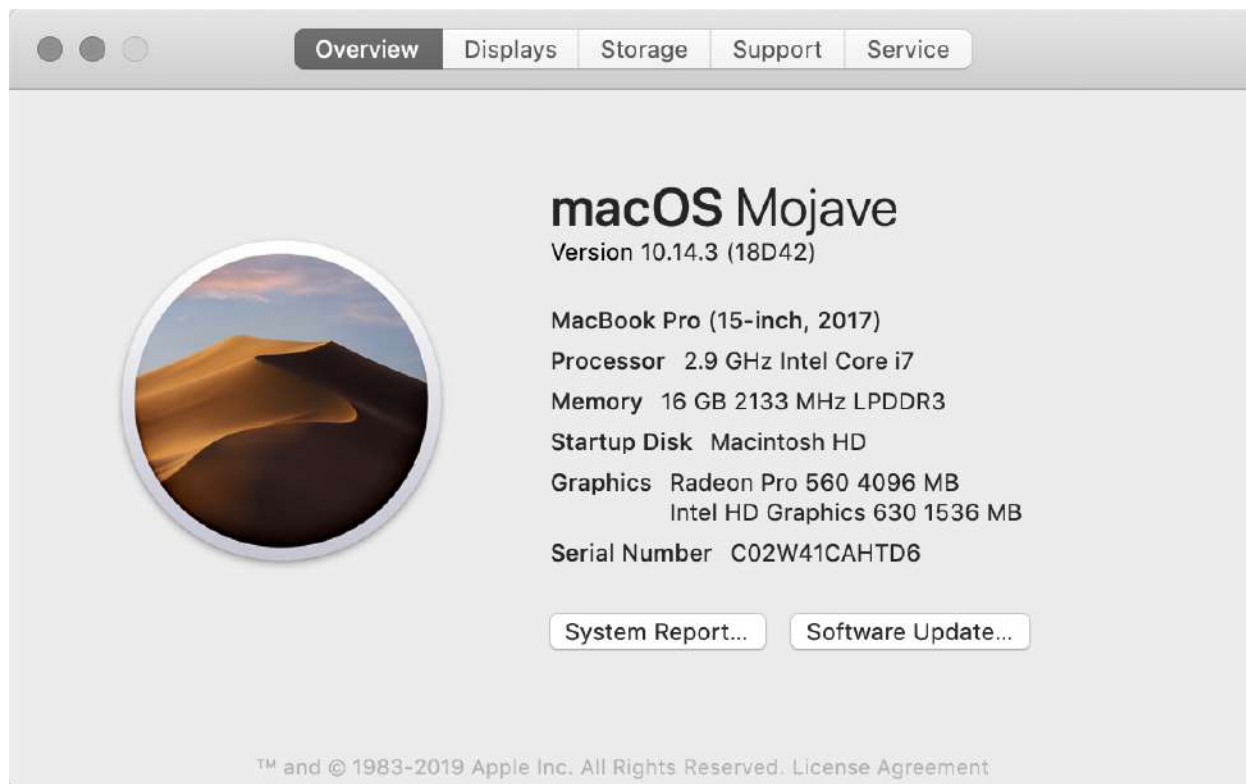 Overview Displays Storage Support Service
macOS Mojave
Version 10.14.3 (18D42)
MacBook Pro (15-inch, 2017)
Processor 2.9 GHz Intel Core i7
Memory 16 GB 2133 MHz LPDDR3
Startup Disk Macintosh HD
Graphics Radeon Pro 560 4096 MB
Intel HD Graphics 630 1536 MB
Serial Number C02W41CAHTD6
System Report... Software Update...
™ and © 1983-2019 Apple Inc. All Rights Reserved. License Agreement